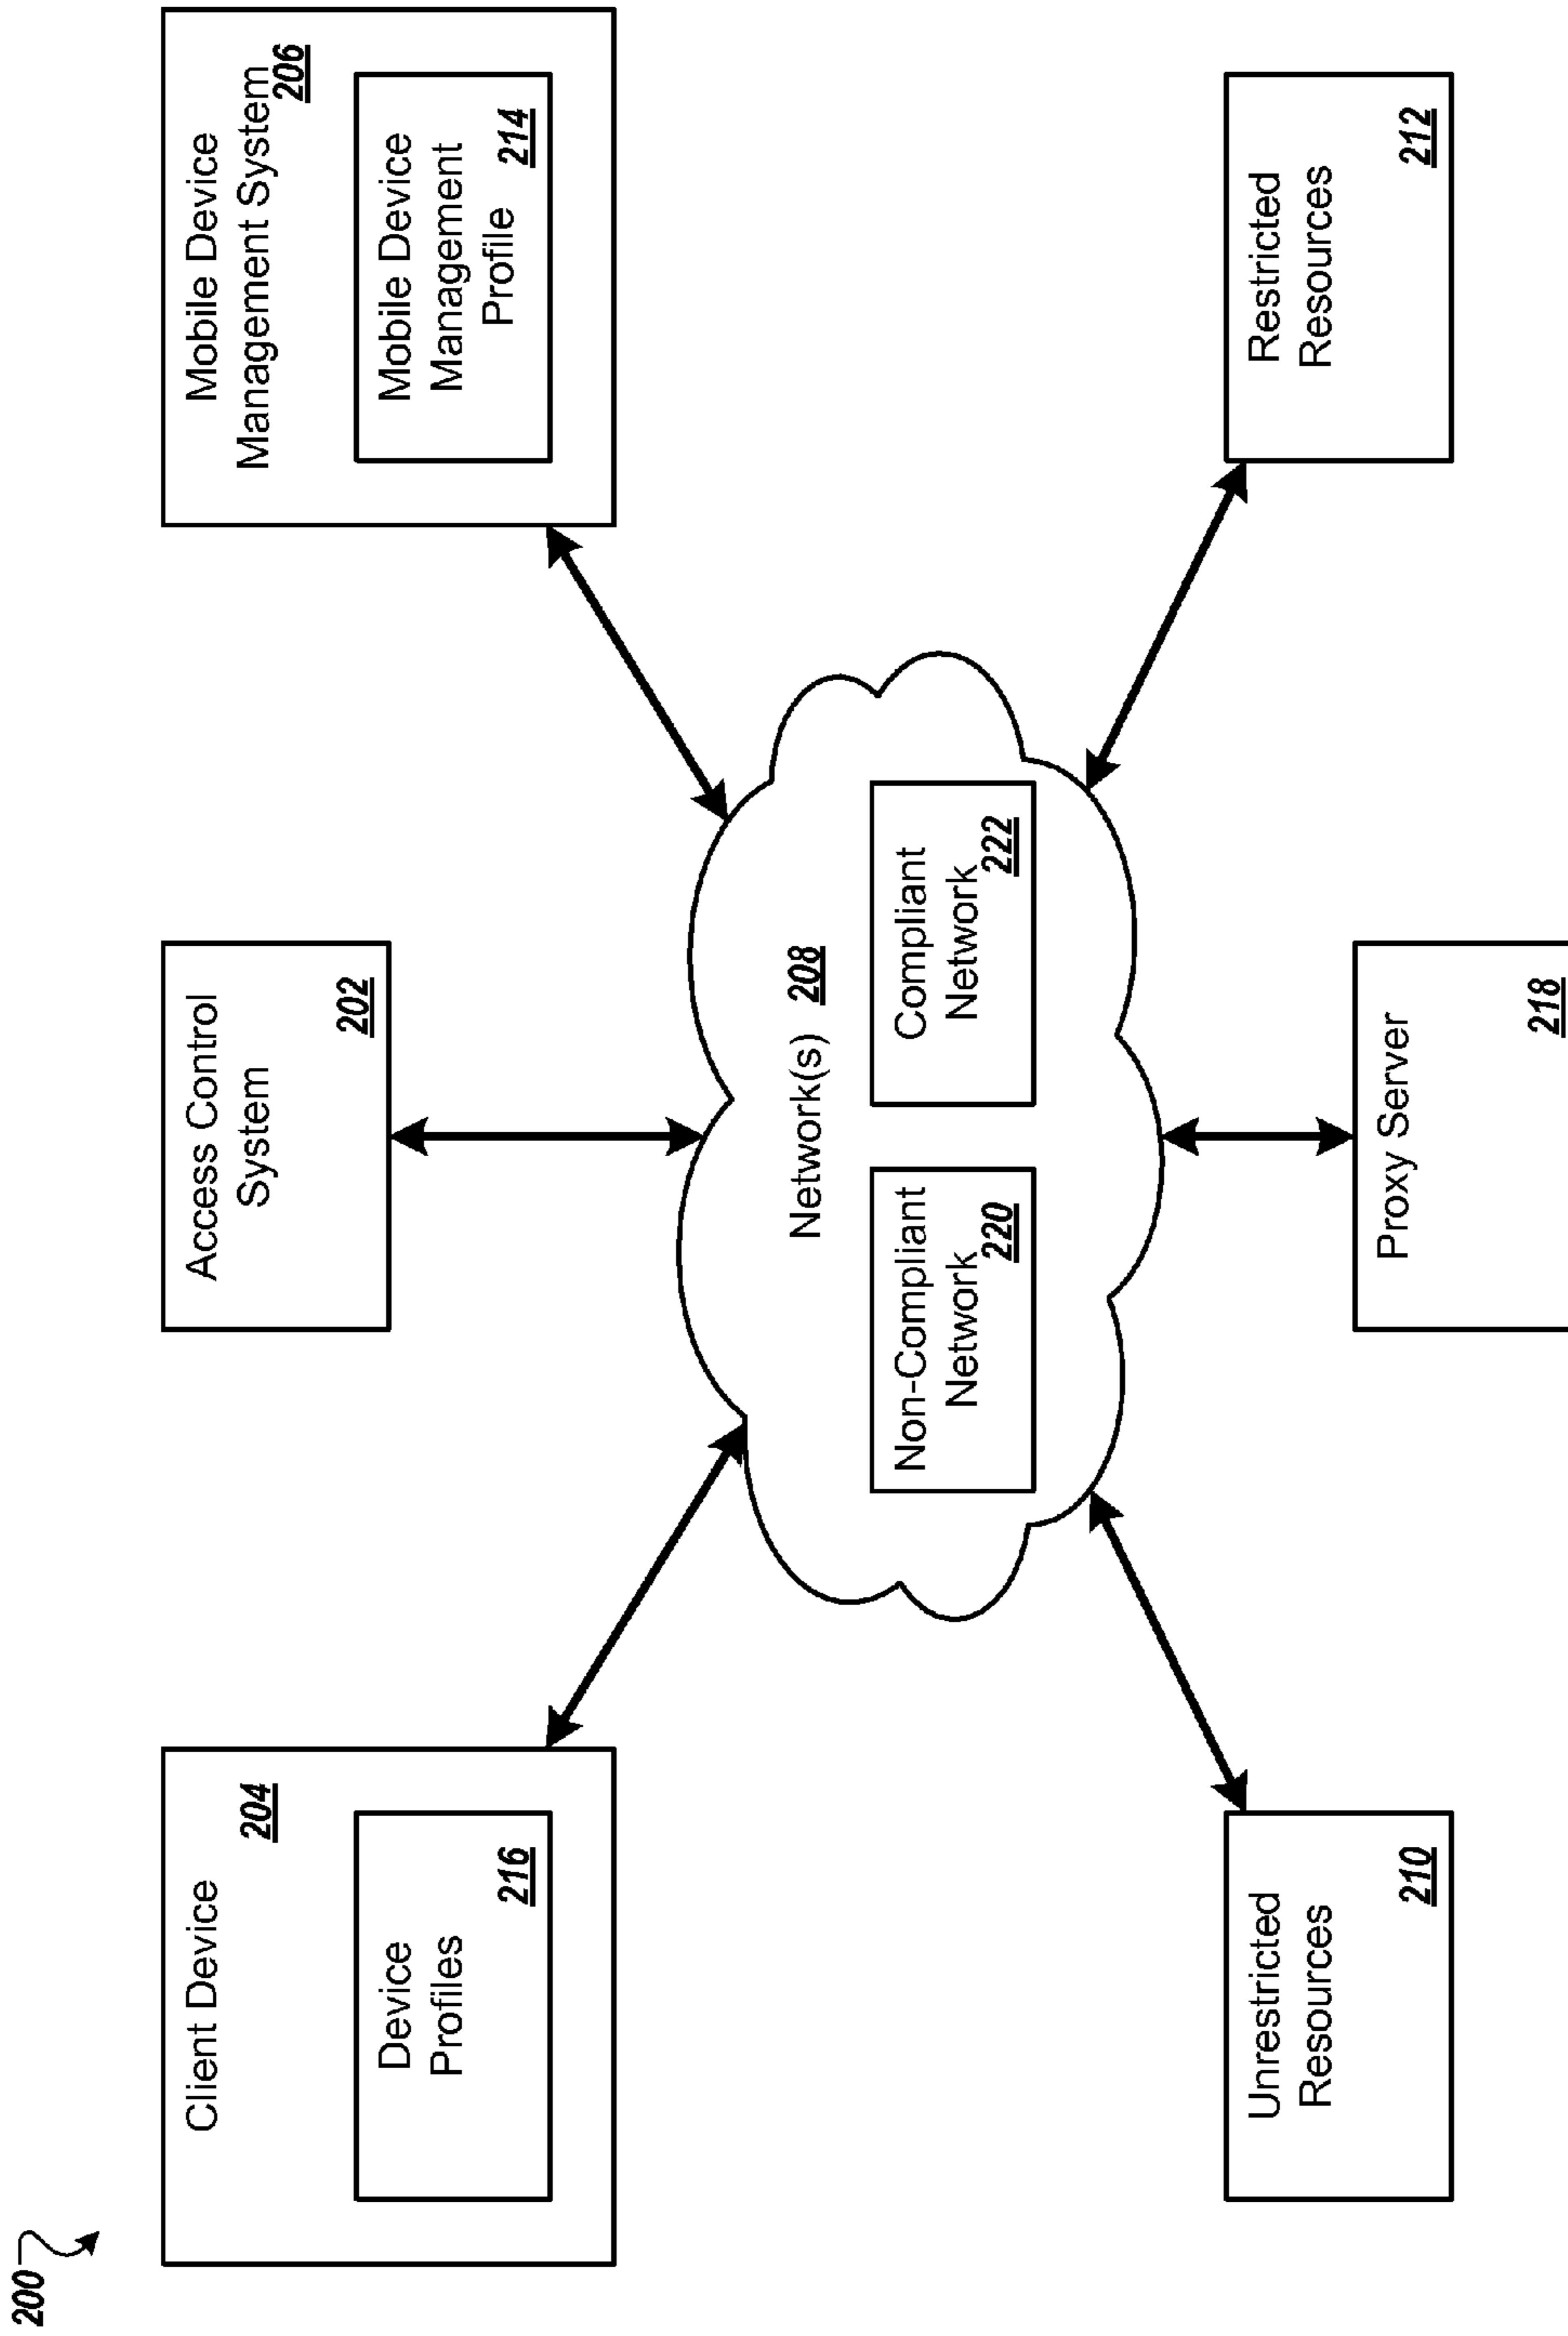 200
Client Device
204
Device
Profiles
216
Access Control
System
202
Mobile Device
Management System
206
Mobile Device
Management
Profile
214
Network(s) 208
Non-Compliant
Network
220
Compliant
Network
222
Unrestricted
Resources
210
Proxy Server
218
Restricted
Resources
212